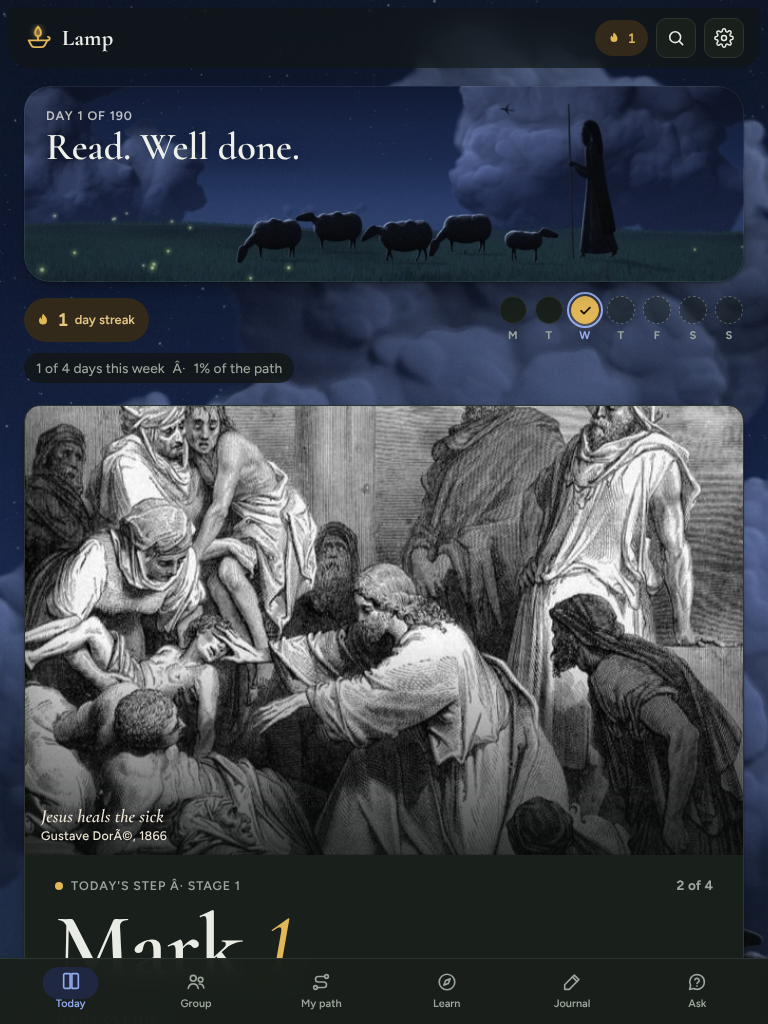 Lamp
1
DAY 1 OF 190
Read. Well done.
1 day streak
M T W T F S S
1 of 4 days this week Â· 1% of the path
Jesus heals the sick
Gustave DorÃ©, 1866
TODAY'S STEP Â· STAGE 1
2 of 4
Mark 1
Today Group My path Learn Journal Ask